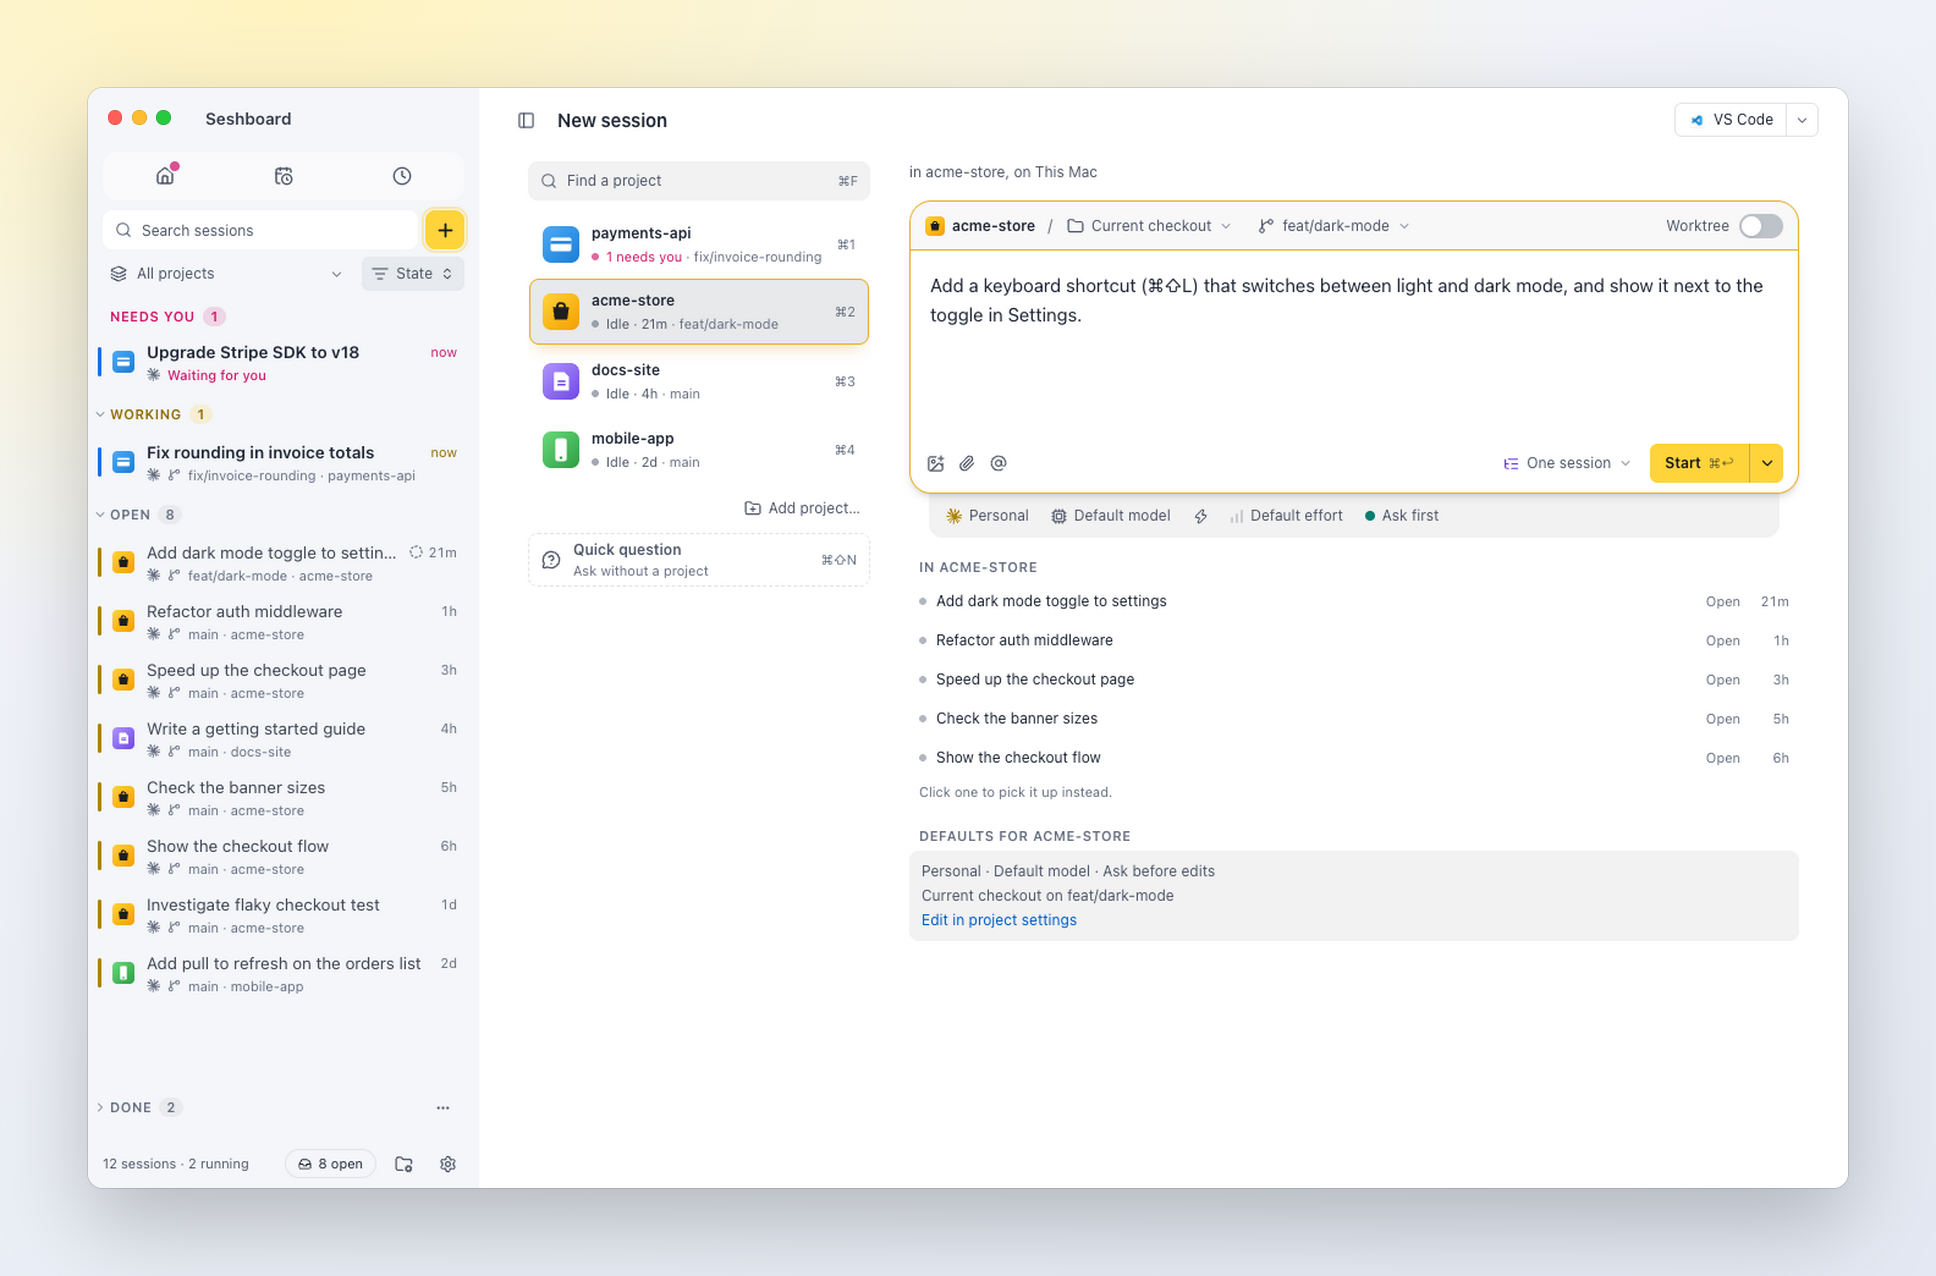 Seshboard
Search sessions
All projects
State
NEEDS YOU 1
Upgrade Stripe SDK to v18 now
Waiting for you
WORKING 1
Fix rounding in invoice totals now
fix/invoice-rounding · payments-api
OPEN 8
Add dark mode toggle to settin... 21m
feat/dark-mode · acme-store
Refactor auth middleware 1h
main · acme-store
Speed up the checkout page 3h
main · acme-store
Write a getting started guide 4h
main · docs-site
Check the banner sizes 5h
main · acme-store
Show the checkout flow 6h
main · acme-store
Investigate flaky checkout test 1d
main · acme-store
Add pull to refresh on the orders list 2d
main · mobile-app
DONE 2
12 sessions · 2 running
8 open
New session
VS Code
Find a project ⌘F
payments-api ⌘1
1 needs you · fix/invoice-rounding
acme-store ⌘2
Idle · 21m · feat/dark-mode
docs-site ⌘3
Idle · 4h · main
mobile-app ⌘4
Idle · 2d · main
Add project...
Quick question ⌘⇧N
Ask without a project
in acme-store, on This Mac
acme-store / Current checkout feat/dark-mode Worktree
Add a keyboard shortcut (⌘⇧L) that switches between light and dark mode, and show it next to the
toggle in Settings.
One session Start ⌘↩
Personal Default model Default effort Ask first
IN ACME-STORE
Add dark mode toggle to settings Open 21m
Refactor auth middleware Open 1h
Speed up the checkout page Open 3h
Check the banner sizes Open 5h
Show the checkout flow Open 6h
Click one to pick it up instead.
DEFAULTS FOR ACME-STORE
Personal · Default model · Ask before edits
Current checkout on feat/dark-mode
Edit in project settings